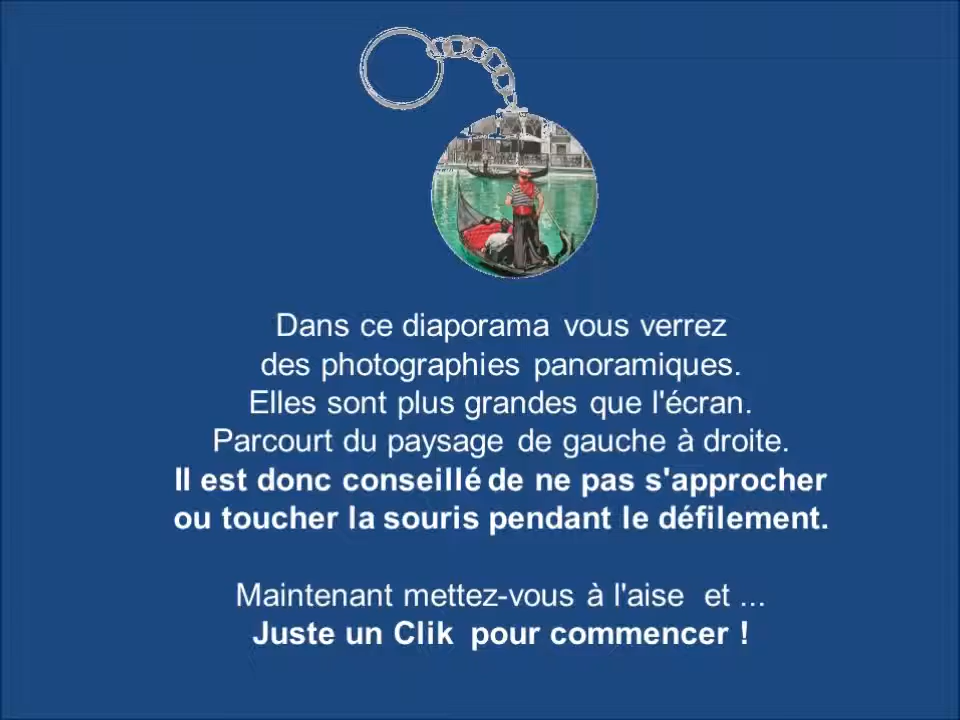 Dans ce diaporama vous verrez
des photographies panoramiques.
Elles sont plus grandes que l'écran.
Parcourt du paysage de gauche à droite.
Il est donc conseillé de ne pas s'approcher
ou toucher la souris pendant le défilement.
Maintenant mettez-vous à l'aise et ...
Juste un Clik pour commencer !